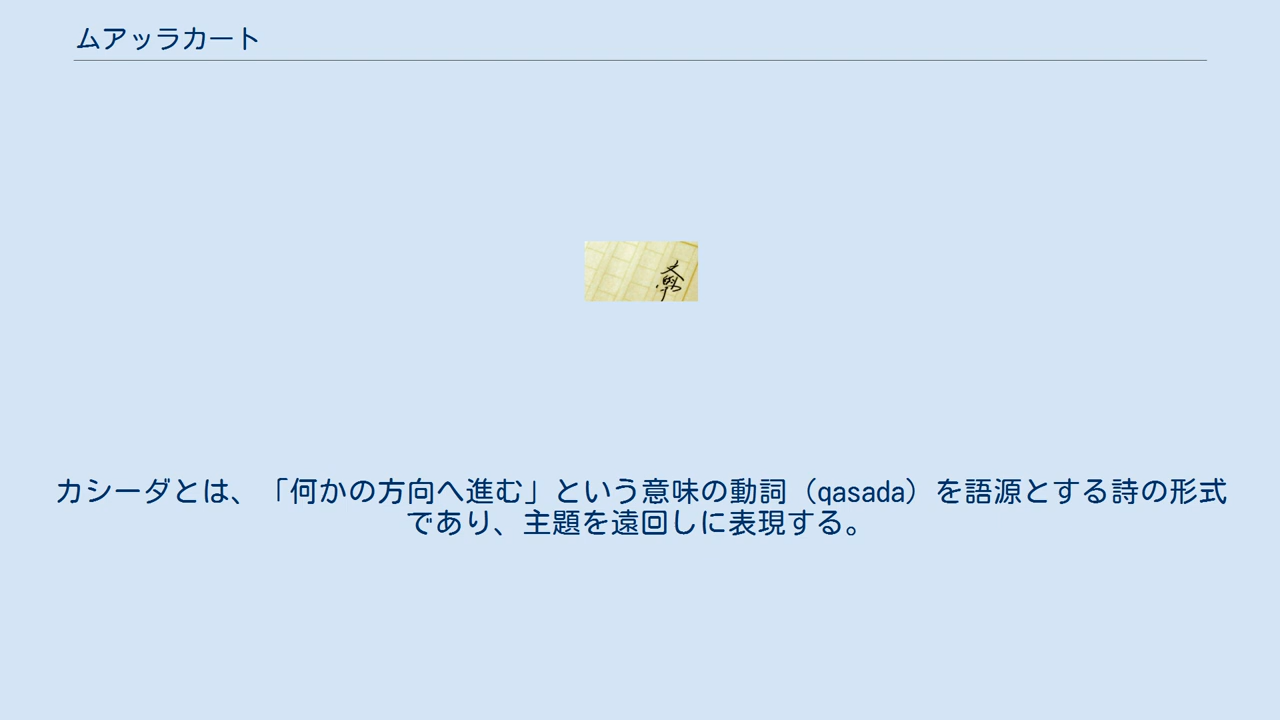 ムアッラカート
カシーダとは、「何かの方向へ進む」という意味の動詞（qasada）を語源とする詩の形式
であり、主題を遠回しに表現する。